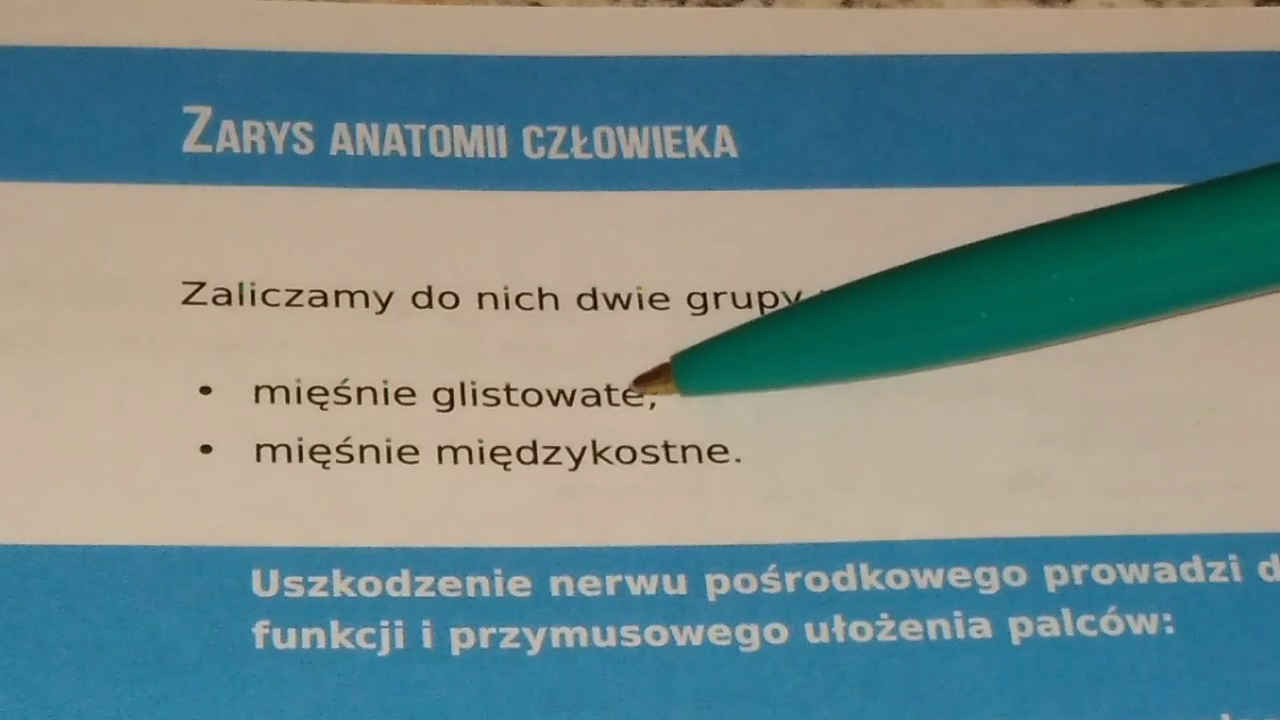 ZARYS ANATOMII CZŁOWIEKA
Zaliczamy do nich dwie grupy
• mięśnie glistowate,
• mięśnie międzykostne.
Uszkodzenie nerwu pośrodkowego prowadzi
funkcji i przymusowego ułożenia palców: